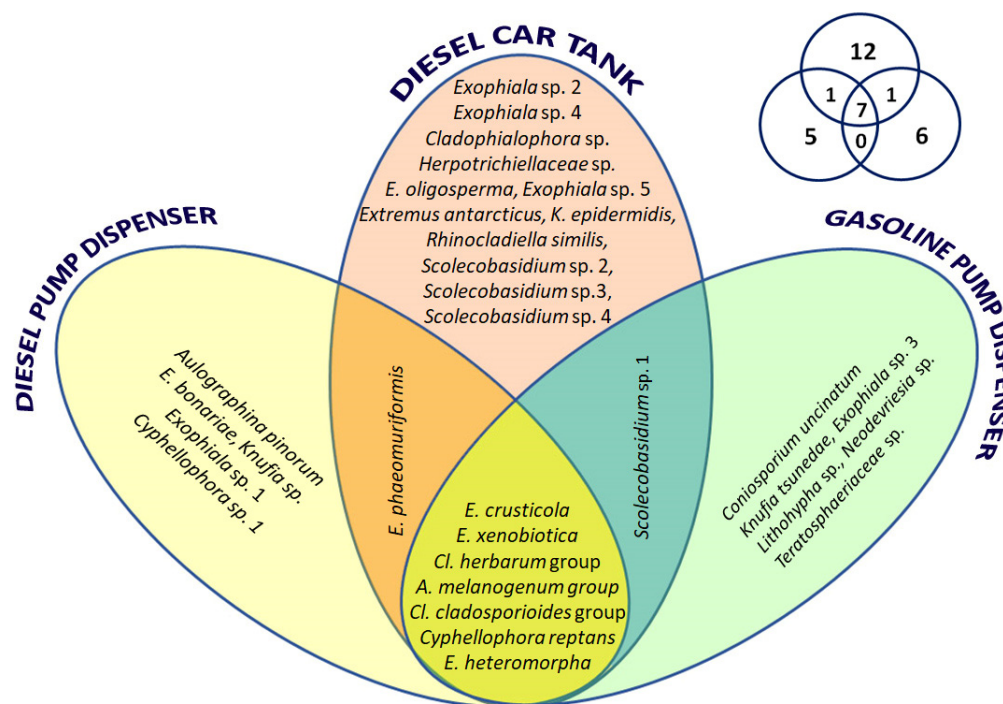 DIESEL CAR TANK
Exophiala sp. 2
Exophiala sp. 4
Cladophialophora sp.
Herpotrichiellaceae sp.
E. oligosperma, Exophiala sp. 5
Extremus antarcticus, K. epidermidis,
Rhinocladiella similis,
Scolecobasidium sp. 2,
Scolecobasidium sp.3,
Scolecobasidium sp. 4
12
1
1
7
5
0
6
DIESEL PUMP DISPENSER
Aulographina pinorum
E. bonariae, Knufia sp.
Exophiala sp. 1
Cyphellophora sp. 1
E. phaeomuriformis
E. crusticola
E. xenobiotica
Cl. herbarum group
A. melanogenum group
Cl. cladosporioides group
Cyphellophora reptans
E. heteromorpha
Scolecobasidium sp. 1
GASOLINE PUMP DISPENSER
Coniosporium uncinatum
Knufia tsunedae, Exophiala sp. 3
Lithohypha sp., Neodevriesia sp.
Teratosphaeriaceae sp.